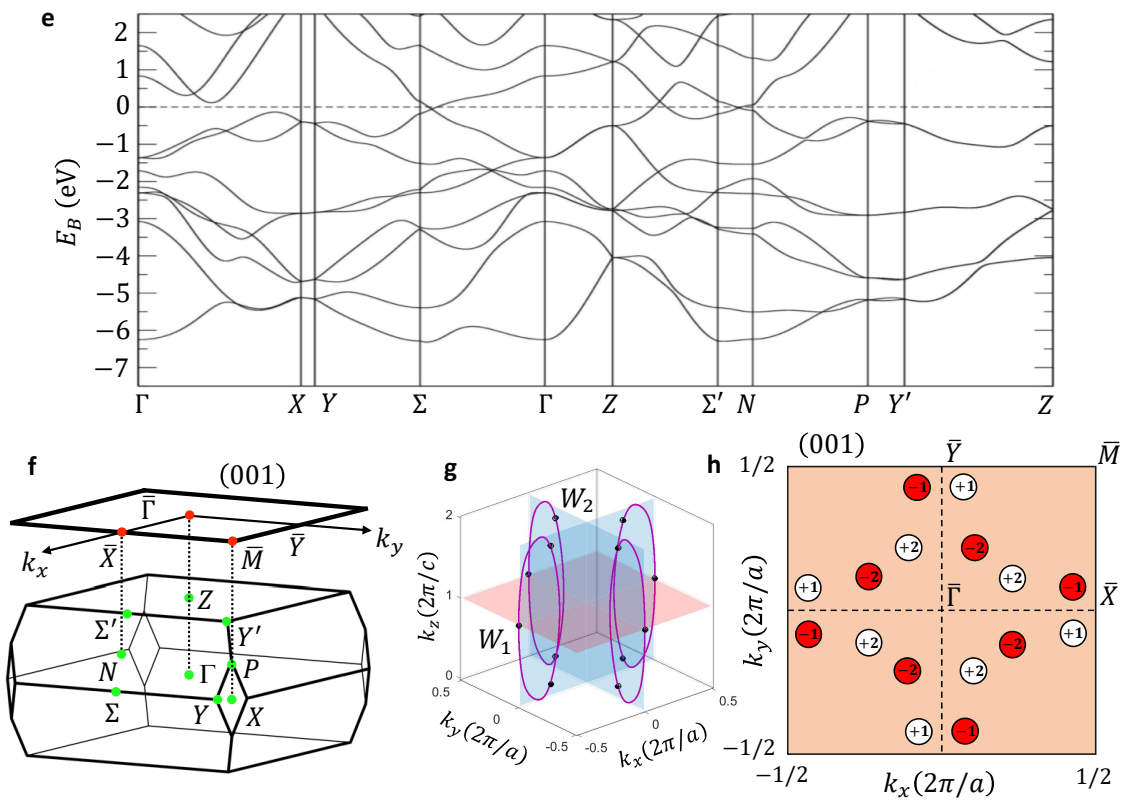 e
2
1
0
−1
−2
−3
−4
−5
−6
−7
E_B (eV)
Γ X Y Σ Γ Z Σ′ N P Y′ Z
f
(001)
Γ̄
k_x
X̄
M̄
Ȳ
k_y
Z
Σ′
Y′
N
Γ
P
Σ
Y
X
g
W_2
W_1
k_z(2π/c)
2
1
0
0.5
0
-0.5
k_y(2π/a)
-0.5
0
0.5
k_x(2π/a)
h
(001)
Ȳ
M̄
1/2
-1 +1
+2 -2
+1 -2 +2 -1
Γ̄
X̄
-1 +2 -2 +1
-2 +2
+1 -1
k_y(2π/a)
−1/2
−1/2
k_x(2π/a)
1/2